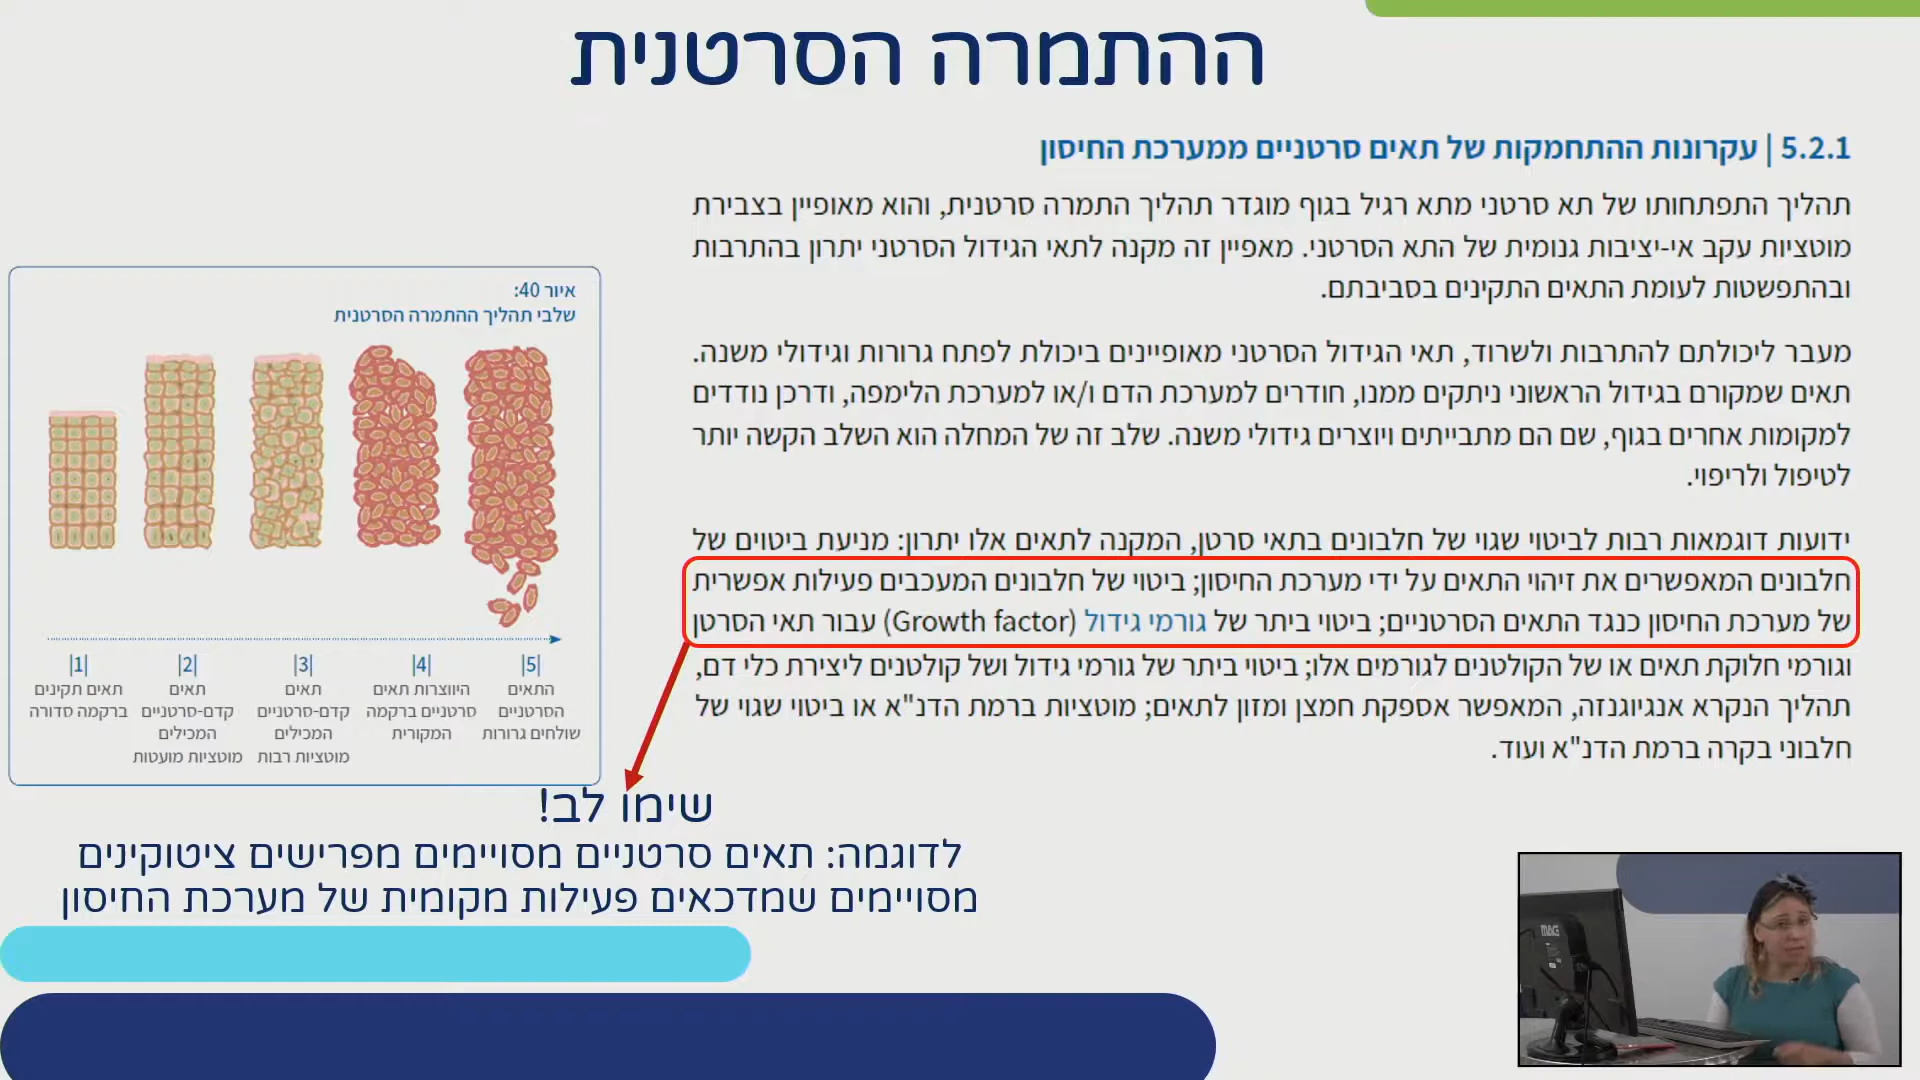 ההתמרה הסרטנית
5.2.1 | עקרונות ההתחמקות של תאים סרטניים ממערכת החיסון
תהליך התפתחותו של תא סרטני מתא רגיל בגוף מוגדר תהליך התמרה סרטנית, והוא מאופיין בצבירת
מוטציות עקב אי-יציבות גנומית של התא הסרטני. מאפיין זה מקנה לתאי הגידול הסרטני יתרון בהתרבות
ובהתפשטות לעומת התאים התקינים בסביבתם.
מעבר ליכולתם להתרבות ולשרוד, תאי הגידול הסרטני מאופיינים ביכולת לפתח גרורות וגידולי משנה.
תאים שמקורם בגידול הראשוני ניתקים ממנו, חודרים למערכת הדם ו/או למערכת הלימפה, ודרכן נודדים
למקומות אחרים בגוף, שם הם מתבייתים ויוצרים גידולי משנה. שלב זה של המחלה הוא השלב הקשה יותר
לטיפול ולריפוי.
ידועות דוגמאות רבות לביטוי שגוי של חלבונים בתאי סרטן, המקנה לתאים אלו יתרון: מניעת ביטוים של
חלבונים המאפשרים את זיהוי התאים על ידי מערכת החיסון; ביטוי של חלבונים המעכבים פעילות אפשרית
של מערכת החיסון כנגד התאים הסרטניים; ביטוי ביתר של גורמי גידול (Growth factor) עבור תאי הסרטן
וגורמי חלוקת תאים או של הקולטנים לגורמים אלו; ביטוי ביתר של גורמי גידול ושל קולטנים ליצירת כלי דם,
תהליך הנקרא אנגיוגנזה, המאפשר אספקת חמצן ומזון לתאים; מוטציות ברמת הדנ"א או ביטוי שגוי של
חלבוני בקרה ברמת הדנ"א ועוד.
איור 40:
שלבי תהליך ההתמרה הסרטנית
|1|
תאים תקינים
ברקמה סדורה
|2|
תאים
קדם-סרטניים
המכילים
מוטציות מועטות
|3|
תאים
קדם-סרטניים
המכילים
מוטציות רבות
|4|
היווצרות תאים
סרטניים ברקמה
המקורית
|5|
התאים
הסרטניים
שולחים גרורות
שימו לב!
לדוגמה: תאים סרטניים מסויימים מפרישים ציטוקינים
מסויימים שמדכאים פעילות מקומית של מערכת החיסון
MAGE